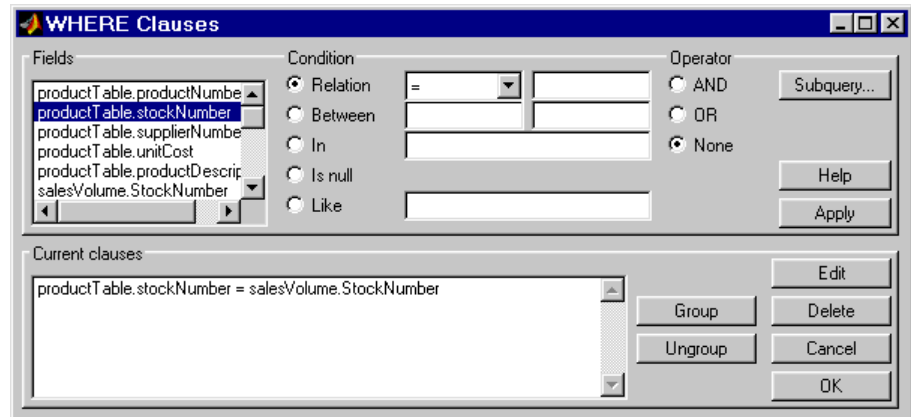 WHERE Clauses
Fields
productTable.productNumbe
productTable.stockNumber
productTable.supplierNumbe
productTable.unitCost
productTable.productDescrip
salesVolume.StockNumber
Condition
Relation
=
Between
In
Is null
Like
Operator
AND
OR
None
Subquery...
Help
Apply
Current clauses
productTable.stockNumber = salesVolume.StockNumber
Group
Ungroup
Edit
Delete
Cancel
OK